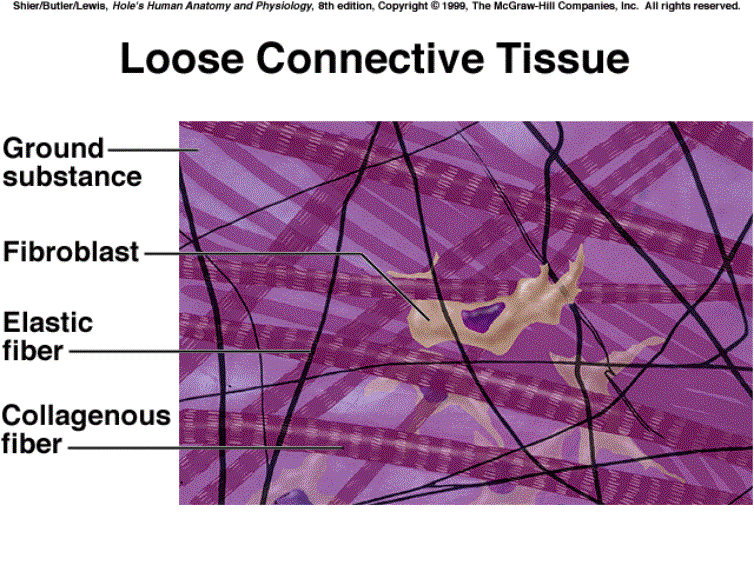 Shier/Butler/Lewis, Hole's Human Anatomy and Physiology, 8th edition, Copyright © 1999, The McGraw-Hill Companies, Inc. All rights reserved.
Loose Connective Tissue
Ground
substance
Fibroblast
Elastic
fiber
Collagenous
fiber